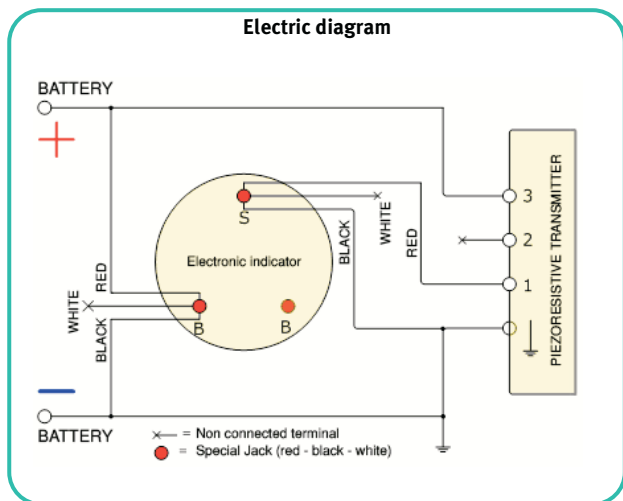 Electric diagram
BATTERY
+
3
WHITE
S
2
BLACK
RED
Electronic indicator
1
RED
WHITE
BLACK
B
B
PIEZORESISTIVE TRANSMITTER
BATTERY
= Non connected terminal
= Special Jack (red - black - white)